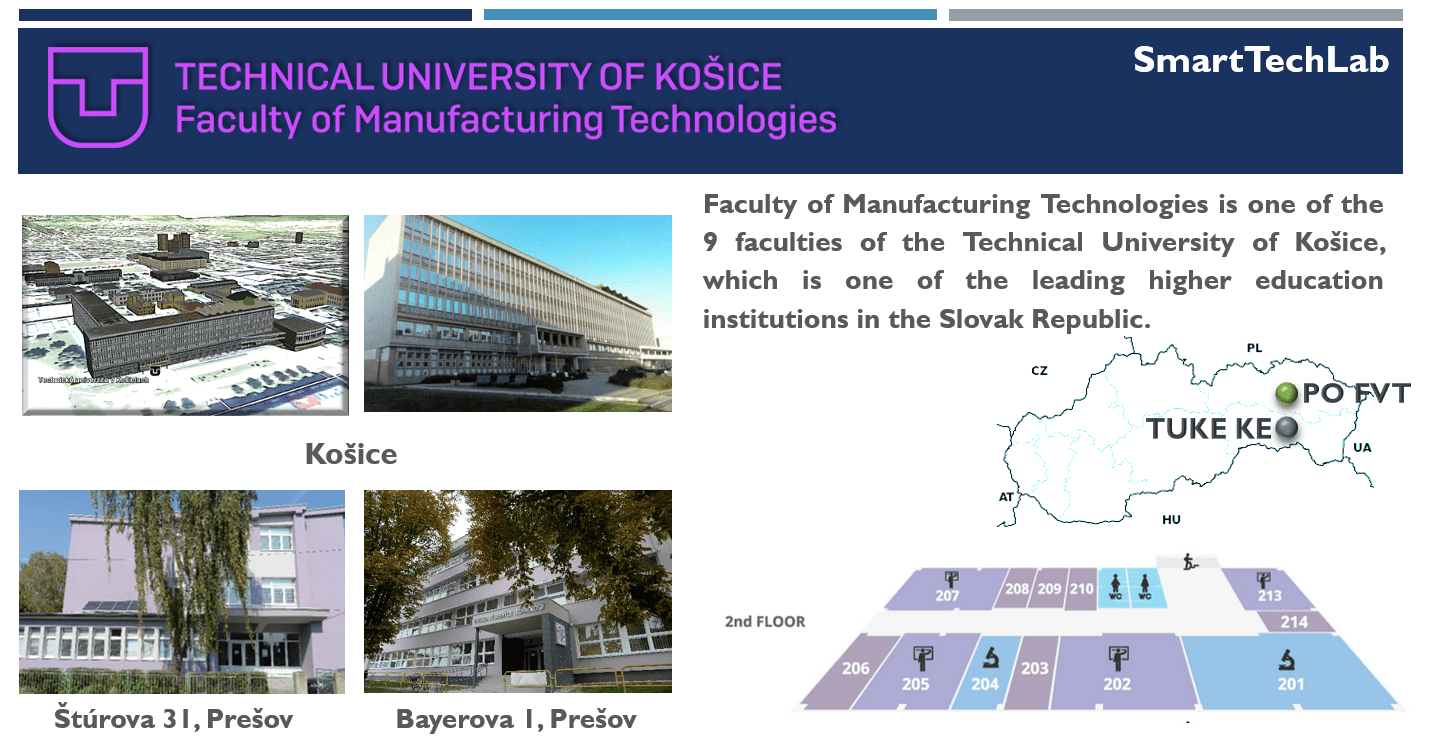 TECHNICAL UNIVERSITY OF KOŠICE
Faculty of Manufacturing Technologies
SmartTechLab
Faculty of Manufacturing Technologies is one of the
9 faculties of the Technical University of Košice,
which is one of the leading higher education
institutions in the Slovak Republic.
Košice
Štúrova 31, Prešov
Bayerova 1, Prešov
CZ
PL
PO FVT
TUKE KE
UA
AT
HU
2nd FLOOR
207
208
209
210
WC
WC
213
214
206
205
204
203
202
201